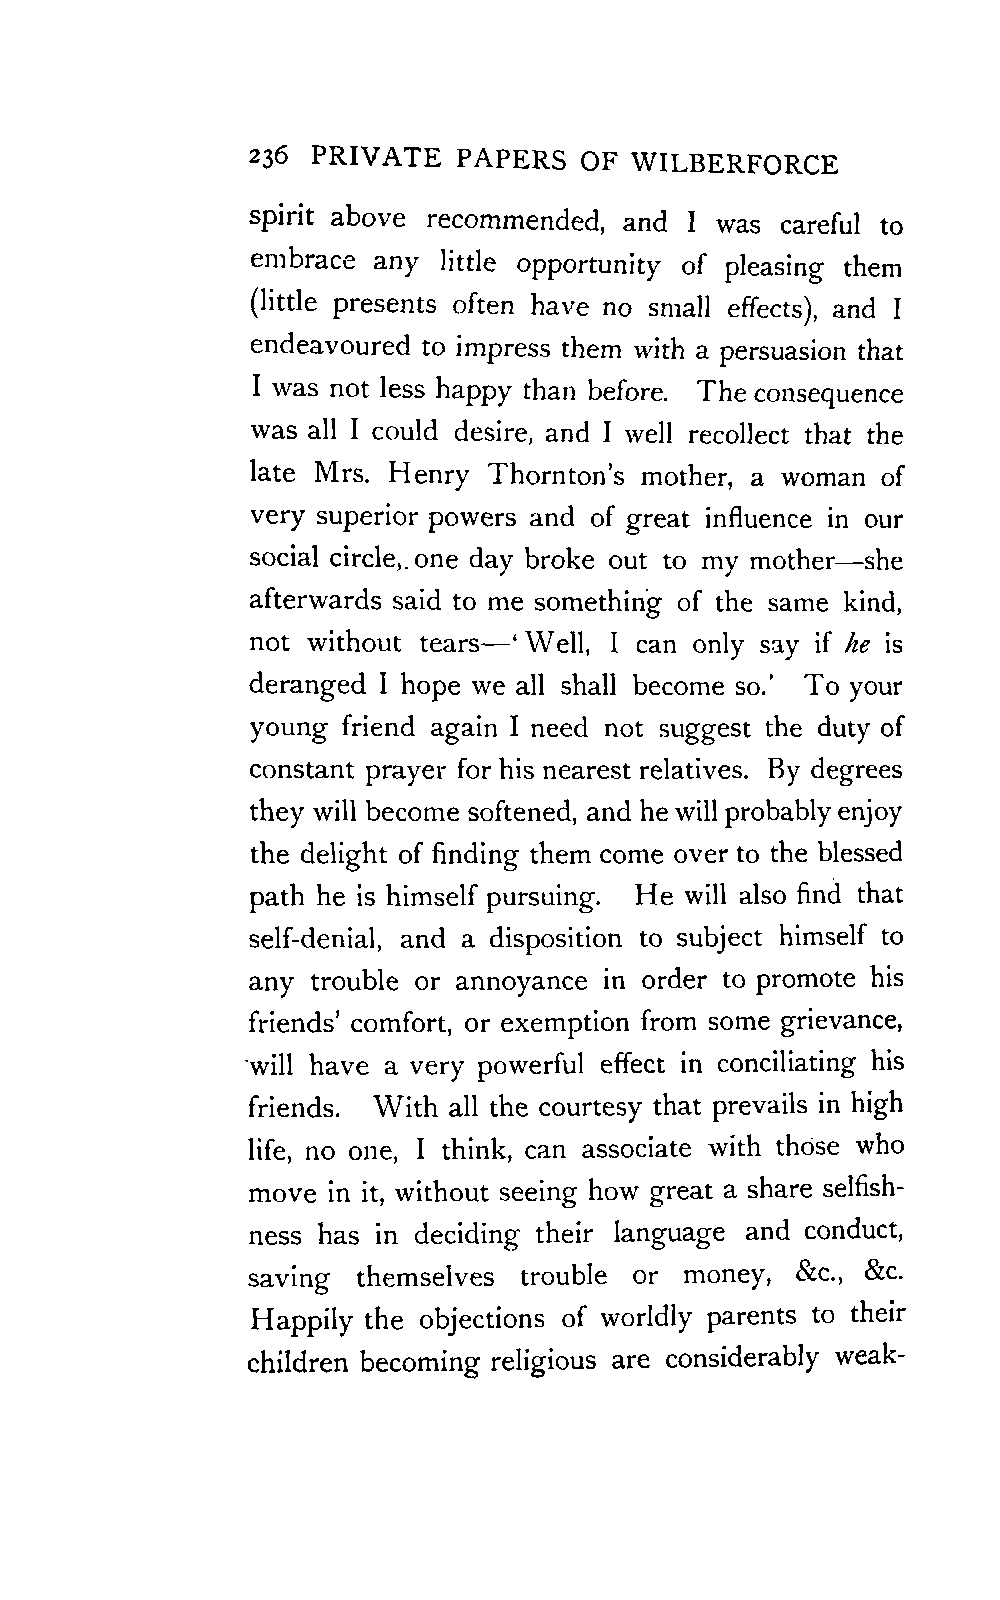 236 PRIVATE PAPERS OF WILBERFORCE
spirit above recommended, and I was careful to
embrace any little opportunity of pleasing them
(little presents often have no small effects), and I
endeavoured to impress them with a persuasion that
I was not less happy than before. The consequence
was all I could desire, and I well recollect that the
late Mrs. Henry Thornton's mother, a woman of
very superior powers and of great influence in our
social circle, one day broke out to my mother—she
afterwards said to me something of the same kind,
not without tears—‘Well, I can only say if he is
deranged I hope we all shall become so.’ To your
young friend again I need not suggest the duty of
constant prayer for his nearest relatives. By degrees
they will become softened, and he will probably enjoy
the delight of finding them come over to the blessed
path he is himself pursuing. He will also find that
self-denial, and a disposition to subject himself to
any trouble or annoyance in order to promote his
friends' comfort, or exemption from some grievance,
will have a very powerful effect in conciliating his
friends. With all the courtesy that prevails in high
life, no one, I think, can associate with those who
move in it, without seeing how great a share selfish-
ness has in deciding their language and conduct,
saving themselves trouble or money, &c., &c.
Happily the objections of worldly parents to their
children becoming religious are considerably weak-